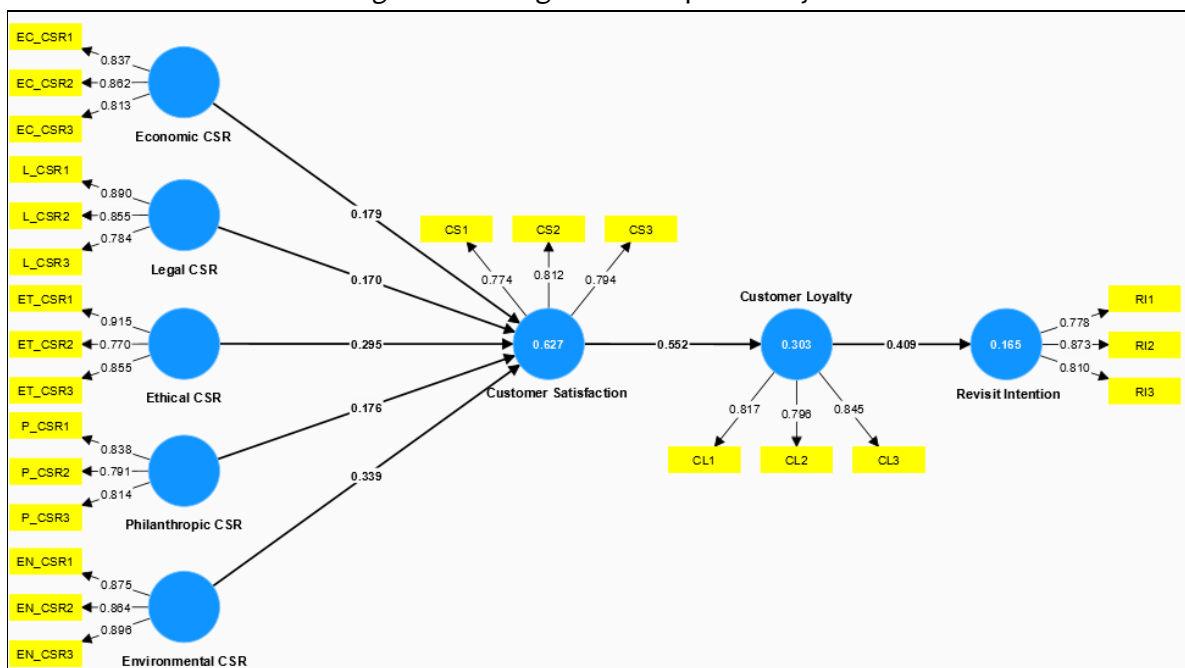 EC_CSR1
0.837
EC_CSR2
0.862
0.813
EC_CSR3
Economic CSR
L_CSR1
0.890
L_CSR2
0.855
0.784
L_CSR3
Legal CSR
ET_CSR1
0.915
ET_CSR2
0.770
0.855
ET_CSR3
Ethical CSR
P_CSR1
0.838
P_CSR2
0.791
0.814
P_CSR3
Philanthropic CSR
EN_CSR1
0.875
EN_CSR2
0.864
0.896
EN_CSR3
Environmental CSR
0.179
0.170
0.295
0.176
0.339
CS1
CS2
CS3
0.774
0.812
0.794
0.627
Customer Satisfaction
0.552
Customer Loyalty
0.303
0.817
0.796
0.845
CL1
CL2
CL3
0.409
0.165
Revisit Intention
0.778
0.873
0.810
RI1
RI2
RI3